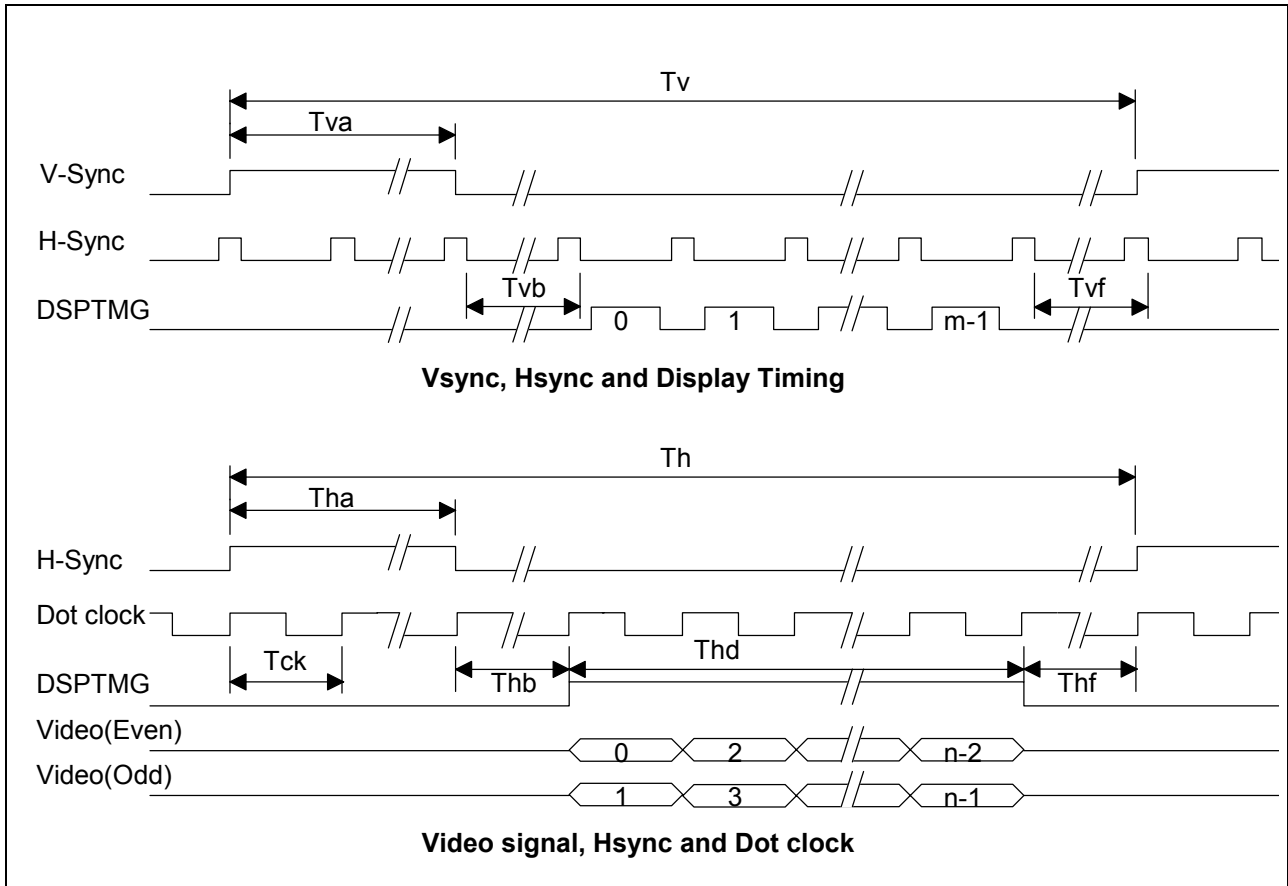 Tv
Tva
V-Sync
H-Sync
Tvb
Tvf
DSPTMG
0
1
m-1
Vsync, Hsync and Display Timing
Th
Tha
H-Sync
Dot clock
Tck
Thb
Thd
Thf
DSPTMG
Video(Even)
0
2
n-2
Video(Odd)
1
3
n-1
Video signal, Hsync and Dot clock